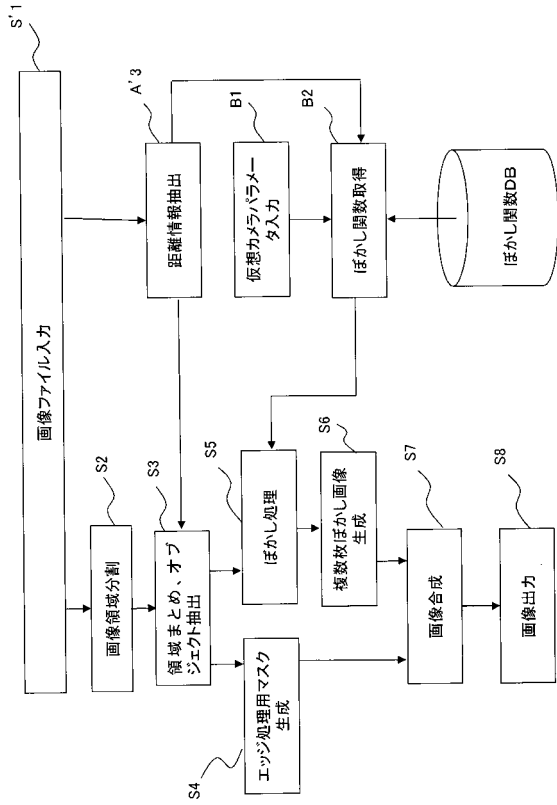 S'1
画像ファイル入力
S2
画像領域分割
A'3
距離情報抽出
S3
領域まとめ、オブ
ジェクト抽出
B1
仮想カメラパラメー
タ入力
S4
エッジ処理用マスク
生成
S5
ぼかし処理
B2
ぼかし関数取得
S6
複数枚ぼかし画像
生成
ぼかし関数DB
S7
画像合成
S8
画像出力